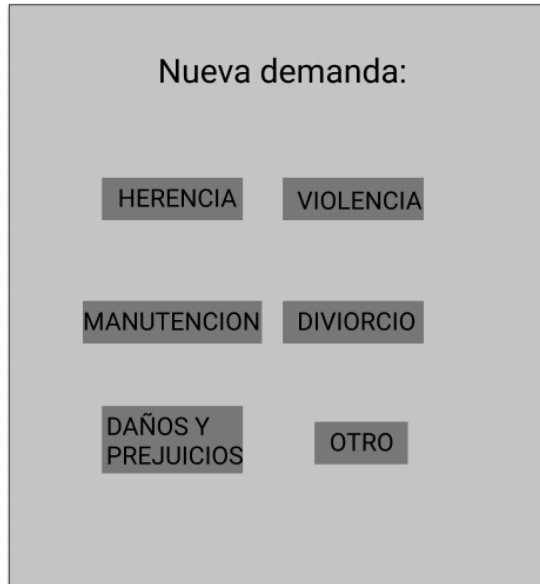 Nueva demanda:
HERENCIA
VIOLENCIA
MANUTENCION
DIVIORCIO
DAÑOS Y
PREJUICIOS
OTRO